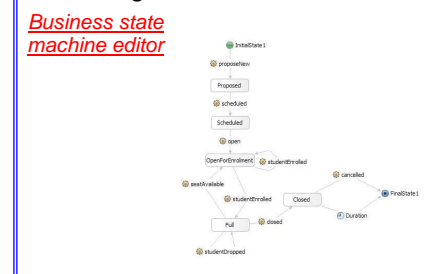 Business state
machine editor
InitialState1
proposeNew
Proposed
scheduled
Scheduled
open
OpenForEnrolment
studentEnrolled
seatAvailable
studentEnrolled
cancelled
Closed
FinalState1
Duration
Full
closed
studentDropped